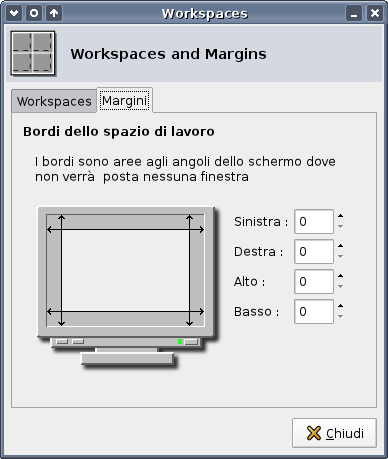 Workspaces
Workspaces and Margins
Workspaces Margini
Bordi dello spazio di lavoro
I bordi sono aree agli angoli dello schermo dove
non verrà  posta nessuna finestra
Sinistra : 0
Destra : 0
Alto : 0
Basso : 0
Chiudi